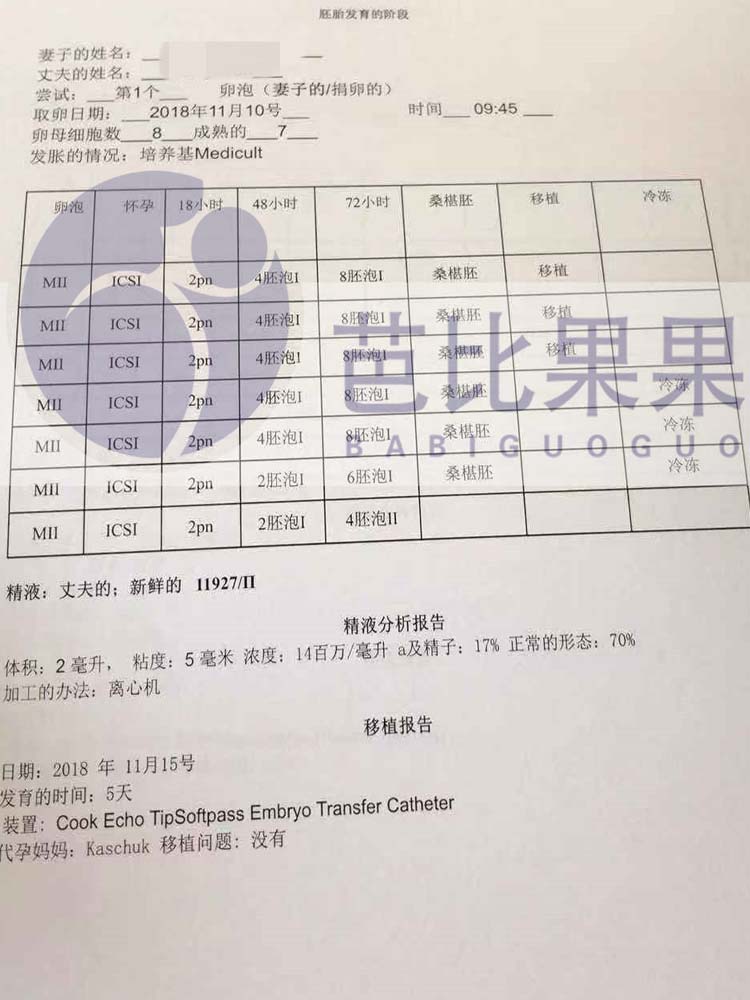 胚胎发育的阶段
妻子的姓名：
丈夫的姓名：
尝试： 第1个 卵泡（妻子的/捐卵的）
取卵日期： 2018年11月10号 时间 09:45
卵母细胞数 8 成熟的 7
发胀的情况：培养基Medicult
卵泡 怀孕 18小时 48小时 72小时 桑椹胚 移植 冷冻
MII ICSI 2pn 4胚泡I 8胚泡I 桑椹胚 移植
MII ICSI 2pn 4胚泡I 8胚泡I 桑椹胚 移植
MII ICSI 2pn 4胚泡I 8胚泡I 桑椹胚 移植
MII ICSI 2pn 4胚泡I 8胚泡I 桑椹胚 冷冻
MII ICSI 2pn 4胚泡I 8胚泡I 桑椹胚 冷冻
MII ICSI 2pn 2胚泡I 6胚泡I 桑椹胚 冷冻
MII ICSI 2pn 2胚泡I 4胚泡II
芭比果果
BABIGUOGUO
精液：丈夫的；新鲜的 11927/П
精液分析报告
体积：2毫升， 粘度：5毫米 浓度：14百万/毫升 a及精子：17% 正常的形态：70%
加工的办法：离心机
移植报告
日期：2018 年 11月15号
发育的时间：5天
装置：Cook Echo TipSoftpass Embryo Transfer Catheter
代孕妈妈：Kaschuk 移植问题：没有